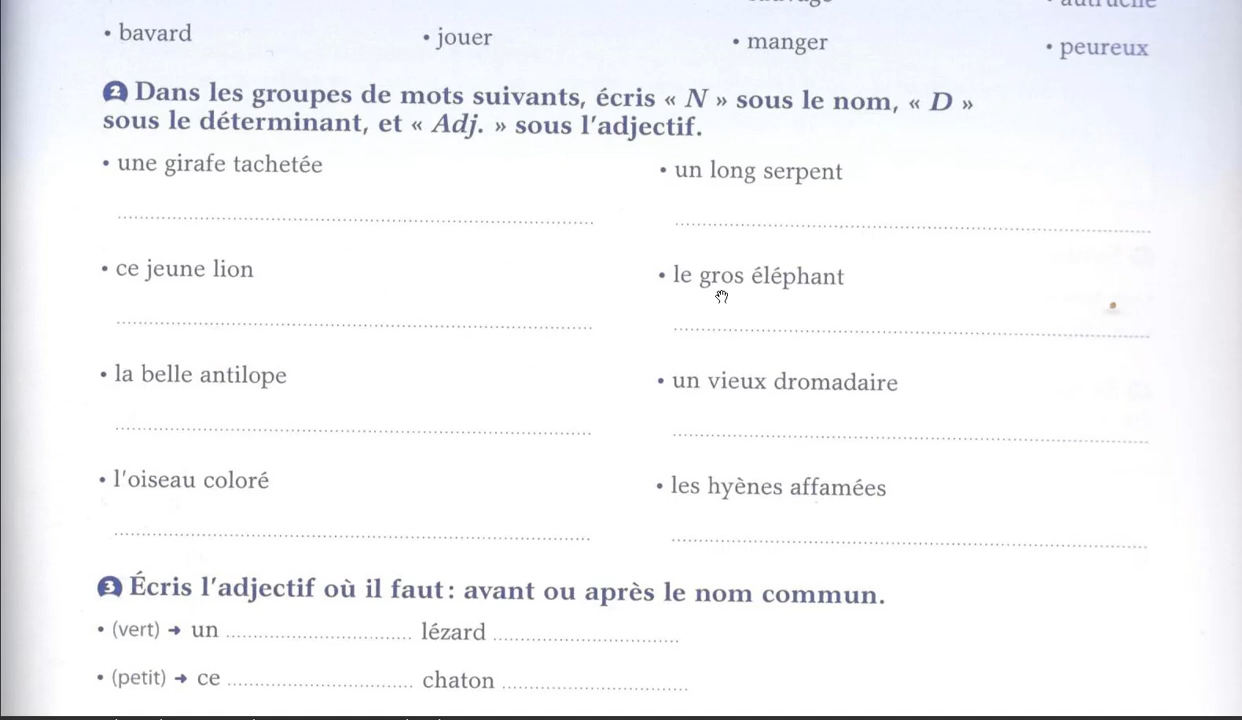 • bavard • jouer • manger • peureux
2 Dans les groupes de mots suivants, écris « N » sous le nom, « D »
sous le déterminant, et « Adj. » sous l'adjectif.
• une girafe tachetée • un long serpent
• ce jeune lion • le gros éléphant
• la belle antilope • un vieux dromadaire
• l'oiseau coloré • les hyènes affamées
3 Écris l'adjectif où il faut : avant ou après le nom commun.
• (vert) → un .................... lézard ....................
• (petit) → ce .................... chaton ....................